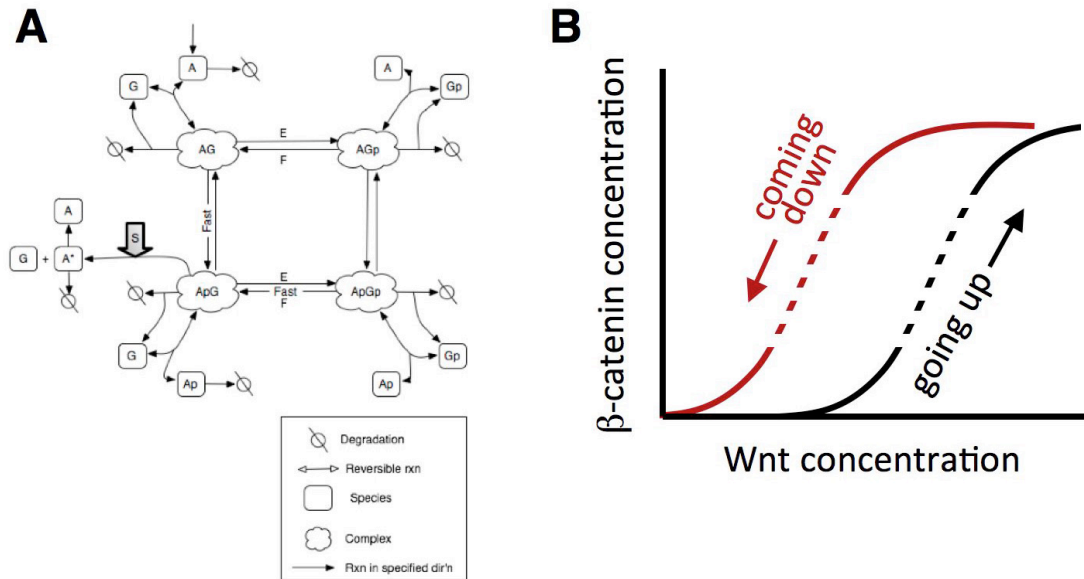 A
A
G
A
Gp
AG
E
F
AGp
Fast
A
S
G + A*
ApG
E
Fast
F
ApGp
G
Gp
Ap
Ap
Degradation
Reversible rxn
Species
Complex
Rxn in specified dir'n
B
β-catenin concentration
coming
down
going up
Wnt concentration